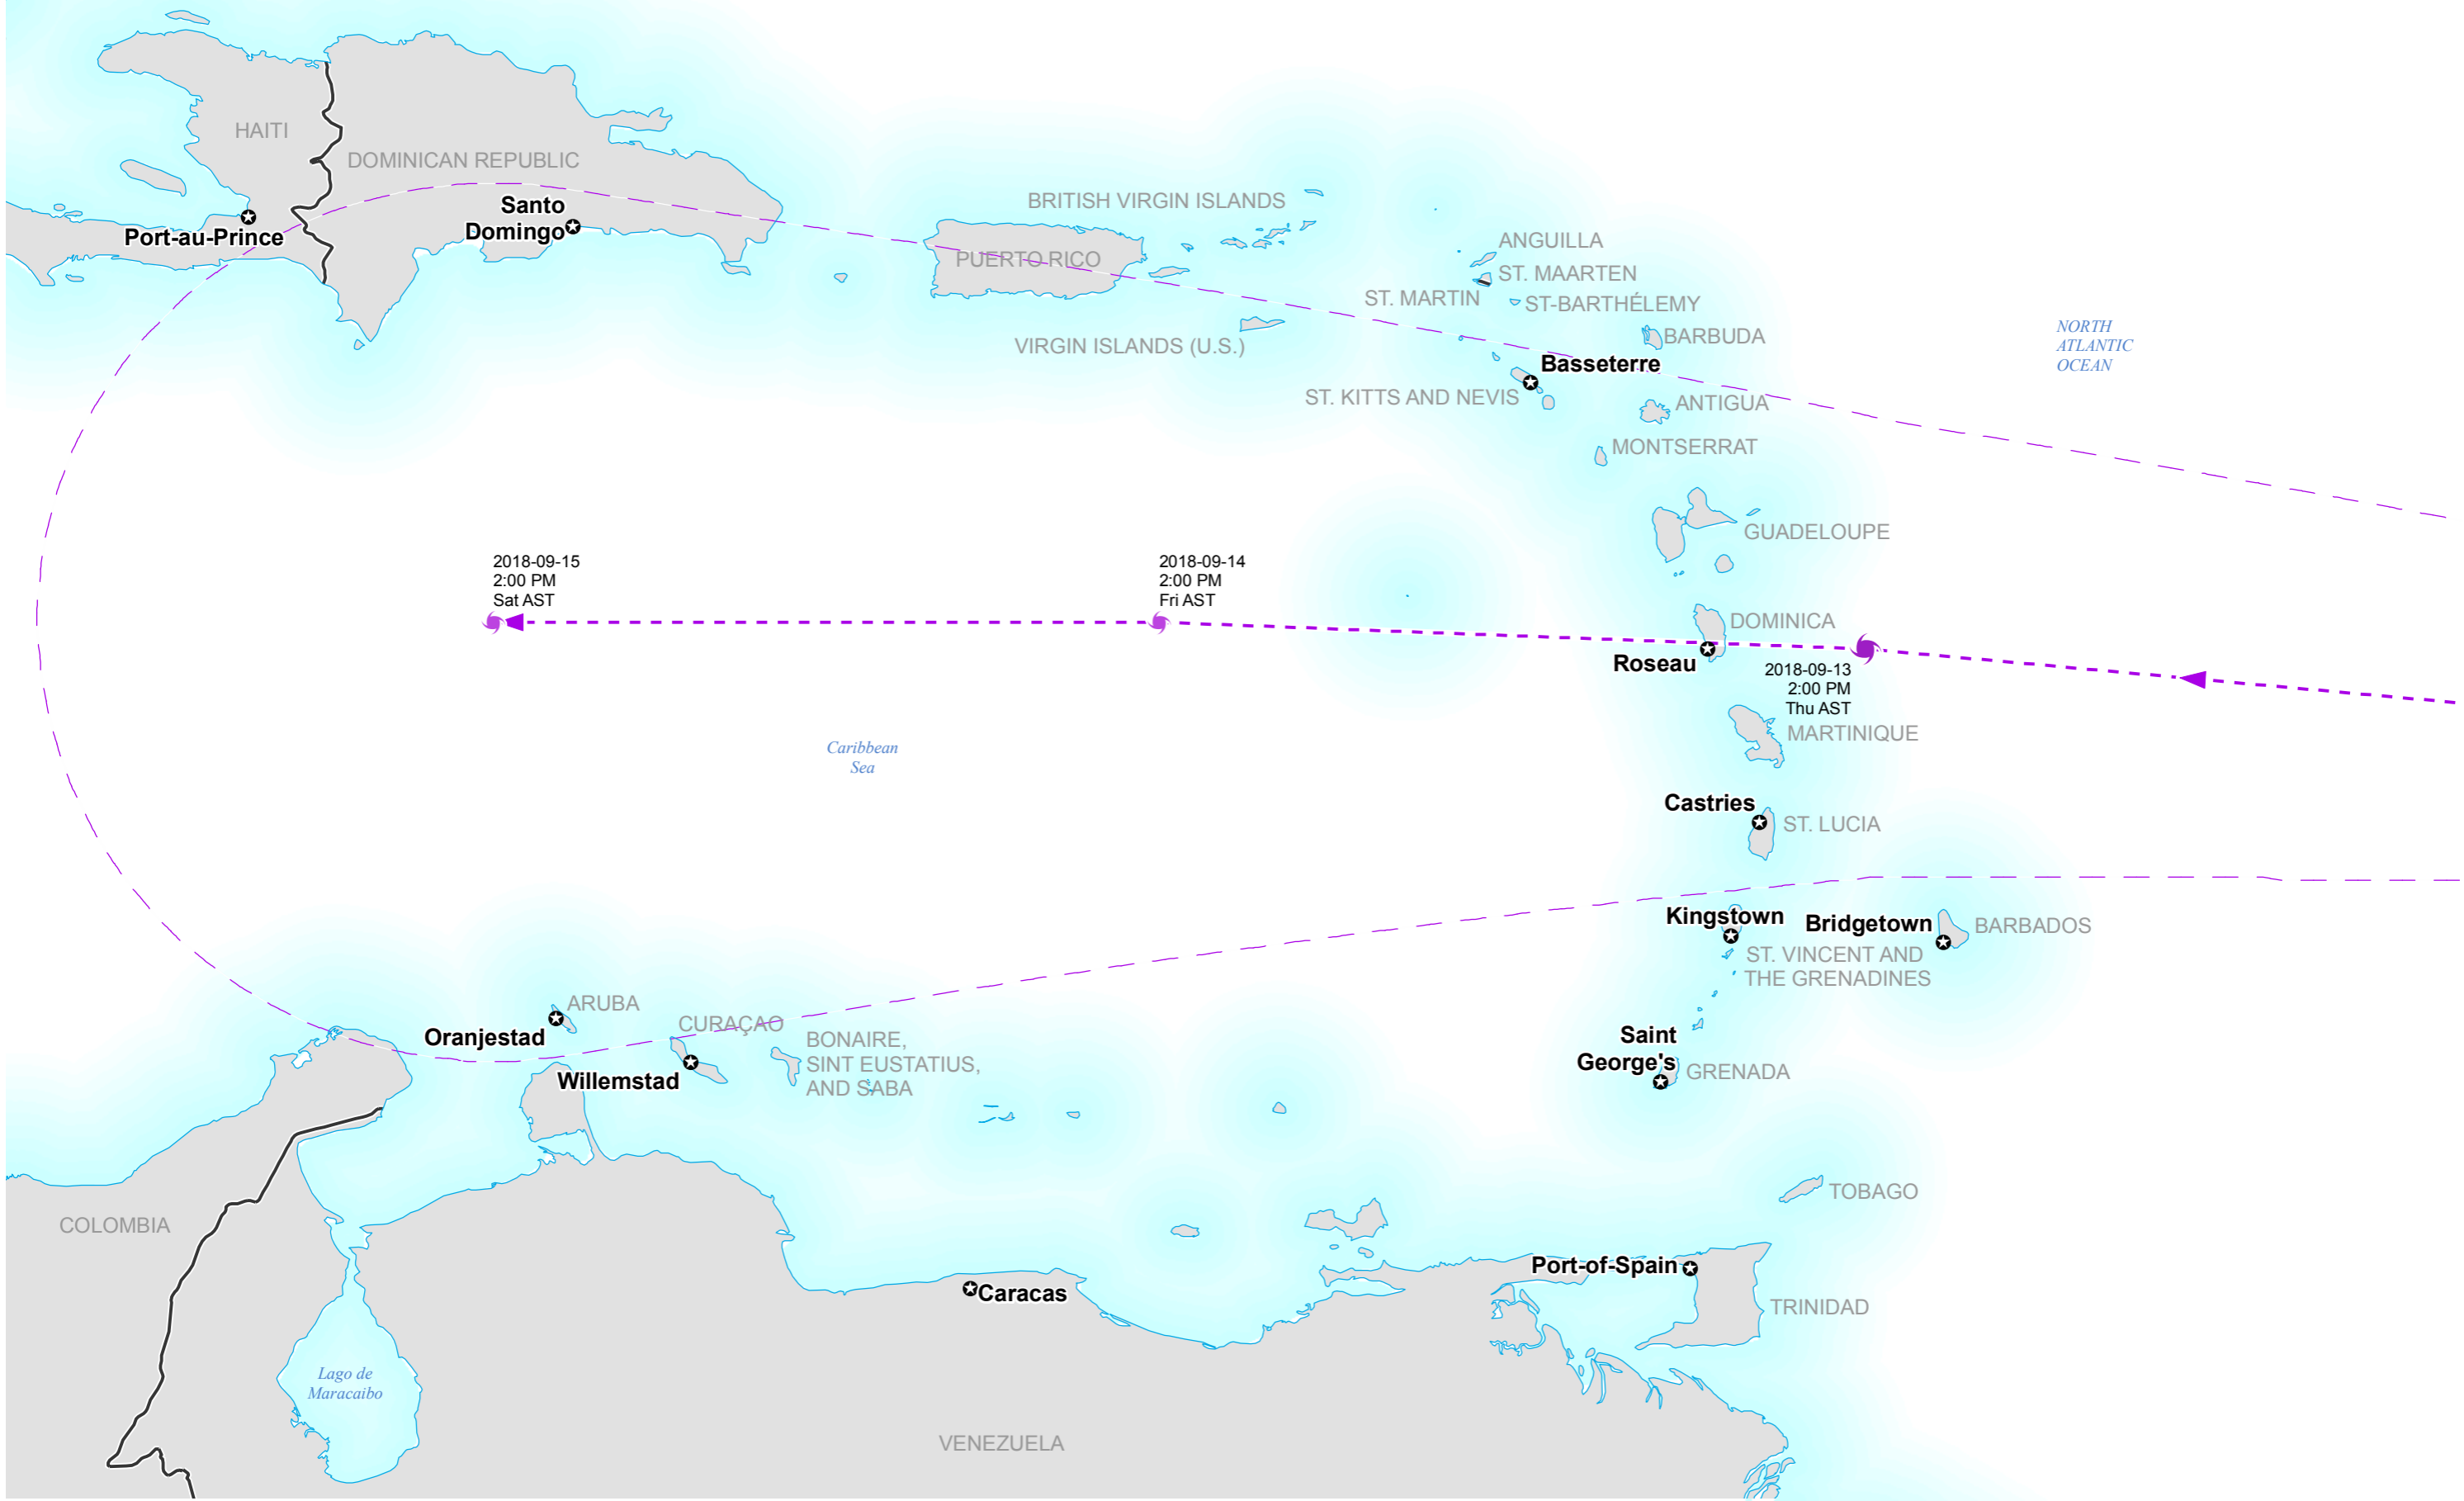 HAITI
DOMINICAN REPUBLIC
Santo
Domingo
Port-au-Prince
BRITISH VIRGIN ISLANDS
PUERTO RICO
ANGUILLA
ST. MAARTEN
ST. MARTIN
ST-BARTHÉLEMY
VIRGIN ISLANDS (U.S.)
BARBUDA
NORTH
ATLANTIC
OCEAN
Basseterre
ST. KITTS AND NEVIS
ANTIGUA
MONTSERRAT
GUADELOUPE
2018-09-15
2:00 PM
Sat AST
2018-09-14
2:00 PM
Fri AST
DOMINICA
Roseau
2018-09-13
2:00 PM
Thu AST
MARTINIQUE
Caribbean
Sea
Castries
ST. LUCIA
Kingstown
Bridgetown
BARBADOS
ST. VINCENT AND
THE GRENADINES
ARUBA
Oranjestad
CURAÇAO
Willemstad
BONAIRE,
SINT EUSTATIUS,
AND SABA
Saint
George's
GRENADA
TOBAGO
COLOMBIA
Caracas
Port-of-Spain
TRINIDAD
Lago de
Maracaibo
VENEZUELA